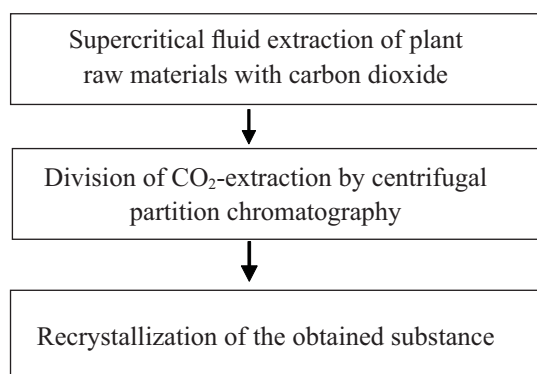 Supercritical fluid extraction of plant
raw materials with carbon dioxide
Division of CO₂-extraction by centrifugal
partition chromatography
Recrystallization of the obtained substance